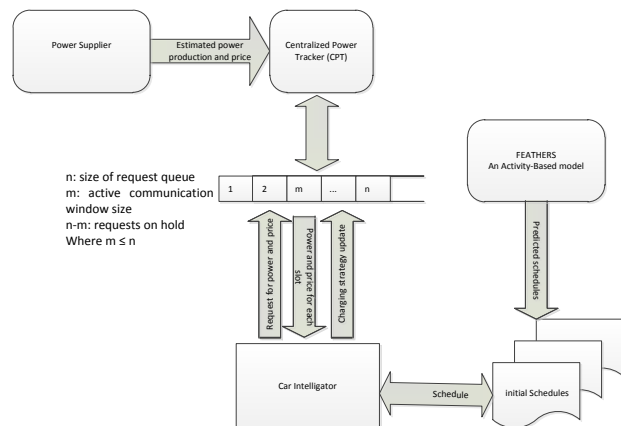 Power Supplier
Estimated power
production and price
Centralized Power
Tracker (CPT)
n: size of request queue
m: active communication
window size
n-m: requests on hold
Where m ≤ n
1 2 m ... n
FEATHERS
An Activity-Based model
Request for power and price
Power and price for each
slot
Charging strategy update
Predicted schedules
Car Intelligator
Schedule
initial Schedules